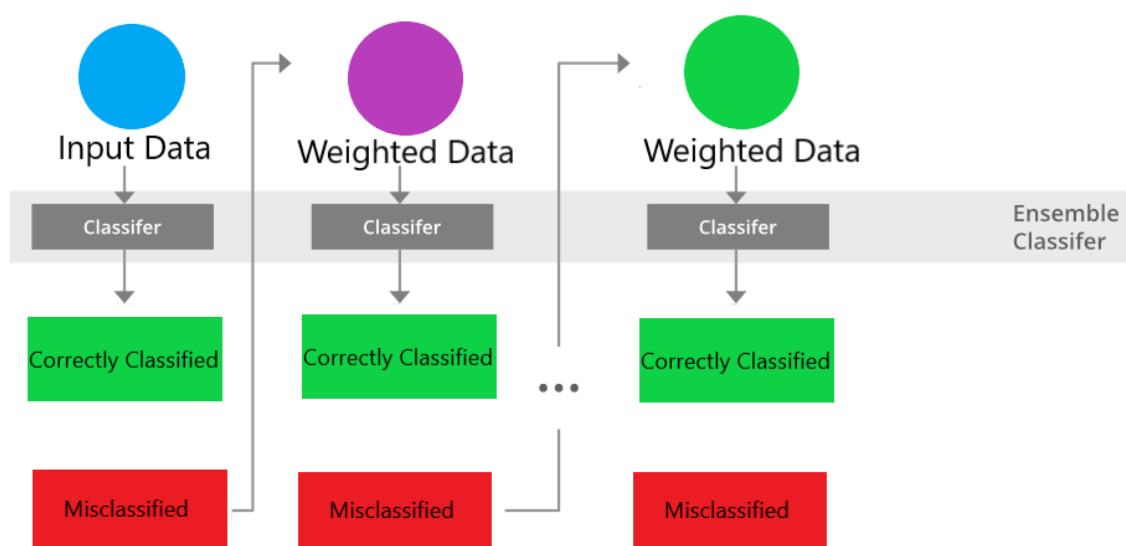 Input Data
Weighted Data
Weighted Data
Classifer
Classifer
Classifer
Ensemble
Classifer
Correctly Classified
Correctly Classified
Correctly Classified
...
Misclassified
Misclassified
Misclassified